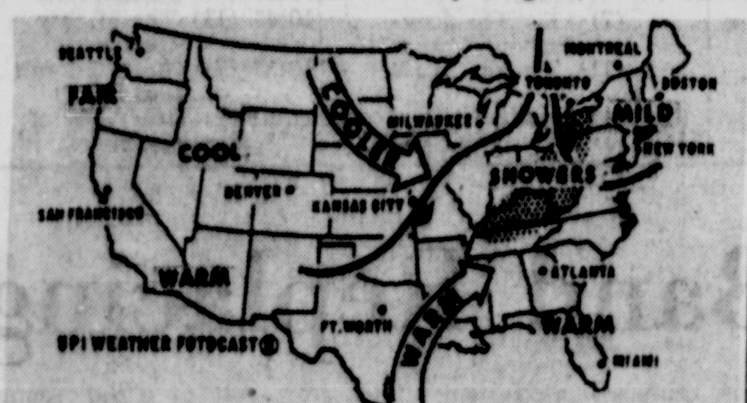 SEATTLE
MONTREAL
FAIR
TORONTO
BOSTON
COOLER
MILWAUKEE
MILD
COOL
NEW YORK
SHOWERS
DENVER
KANSAS CITY
SAN FRANCISCO
WARM
ATLANTA
WARM
FT. WORTH
WARM
UPI WEATHER FOTOCAST ®
MIAMI